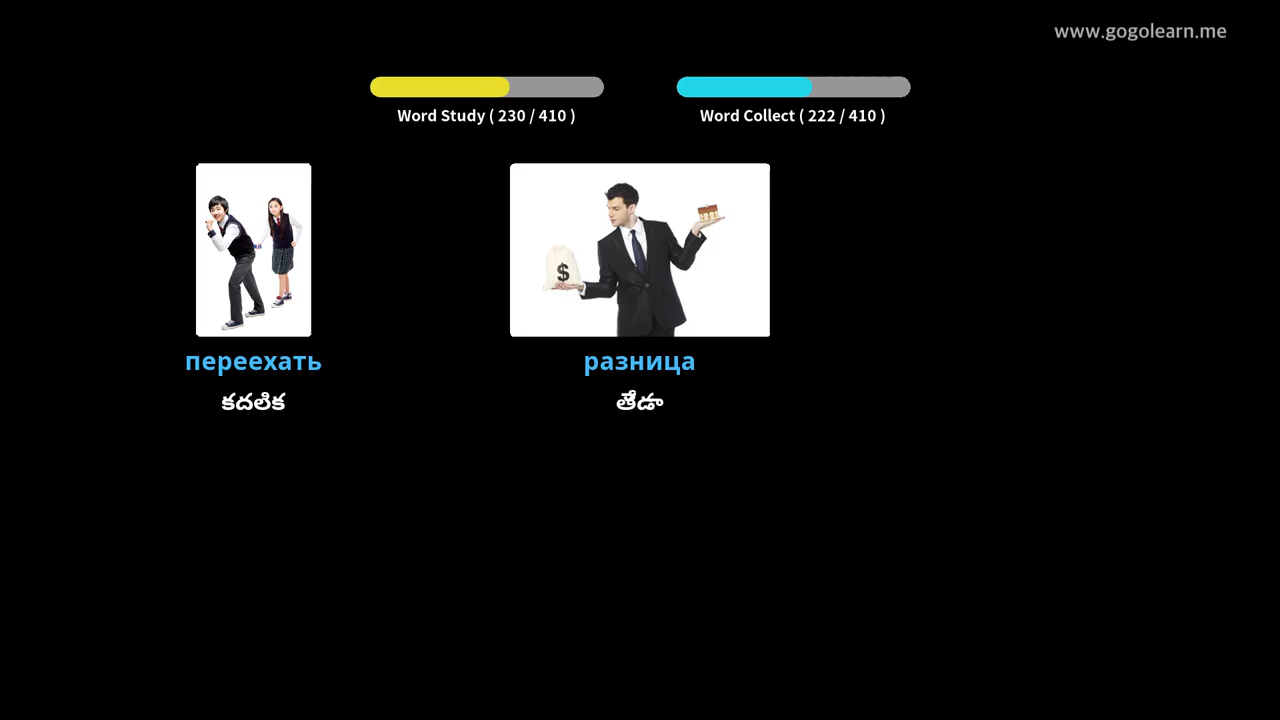 www.gogolearn.me
Word Study ( 230 / 410 )
Word Collect ( 222 / 410 )
$
переехать
разница
కదలిక
తేడా